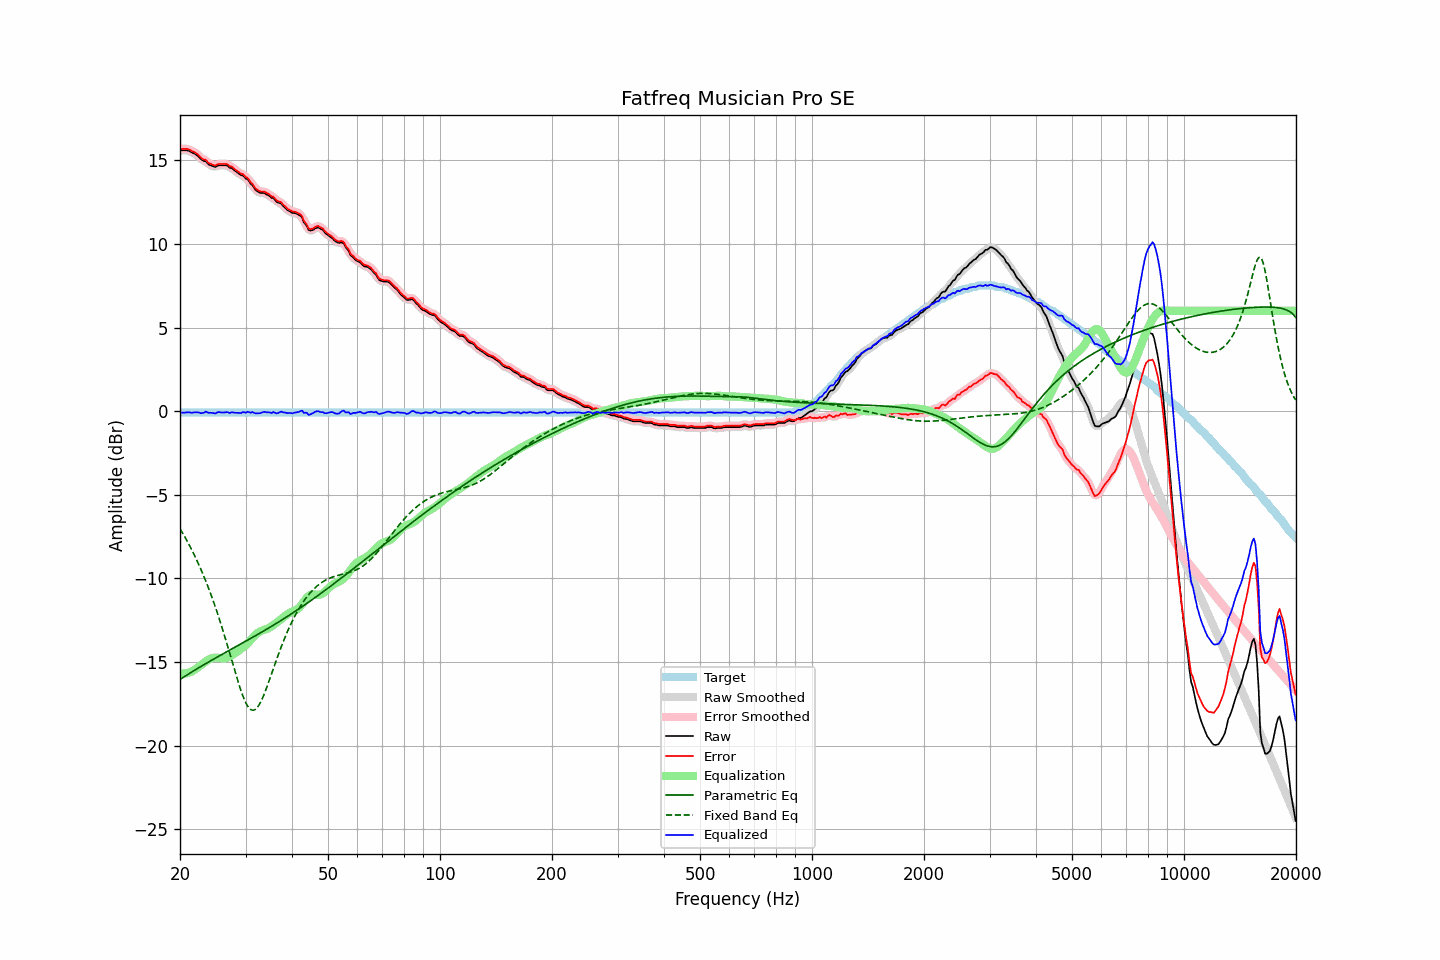 Fatfreq Musician Pro SE
Amplitude (dBr)
15
10
5
0
−5
−10
−15
−20
−25
Target
Raw Smoothed
Error Smoothed
Raw
Error
Equalization
Parametric Eq
Fixed Band Eq
Equalized
20 50 100 200 500 1000 2000 5000 10000 20000
Frequency (Hz)